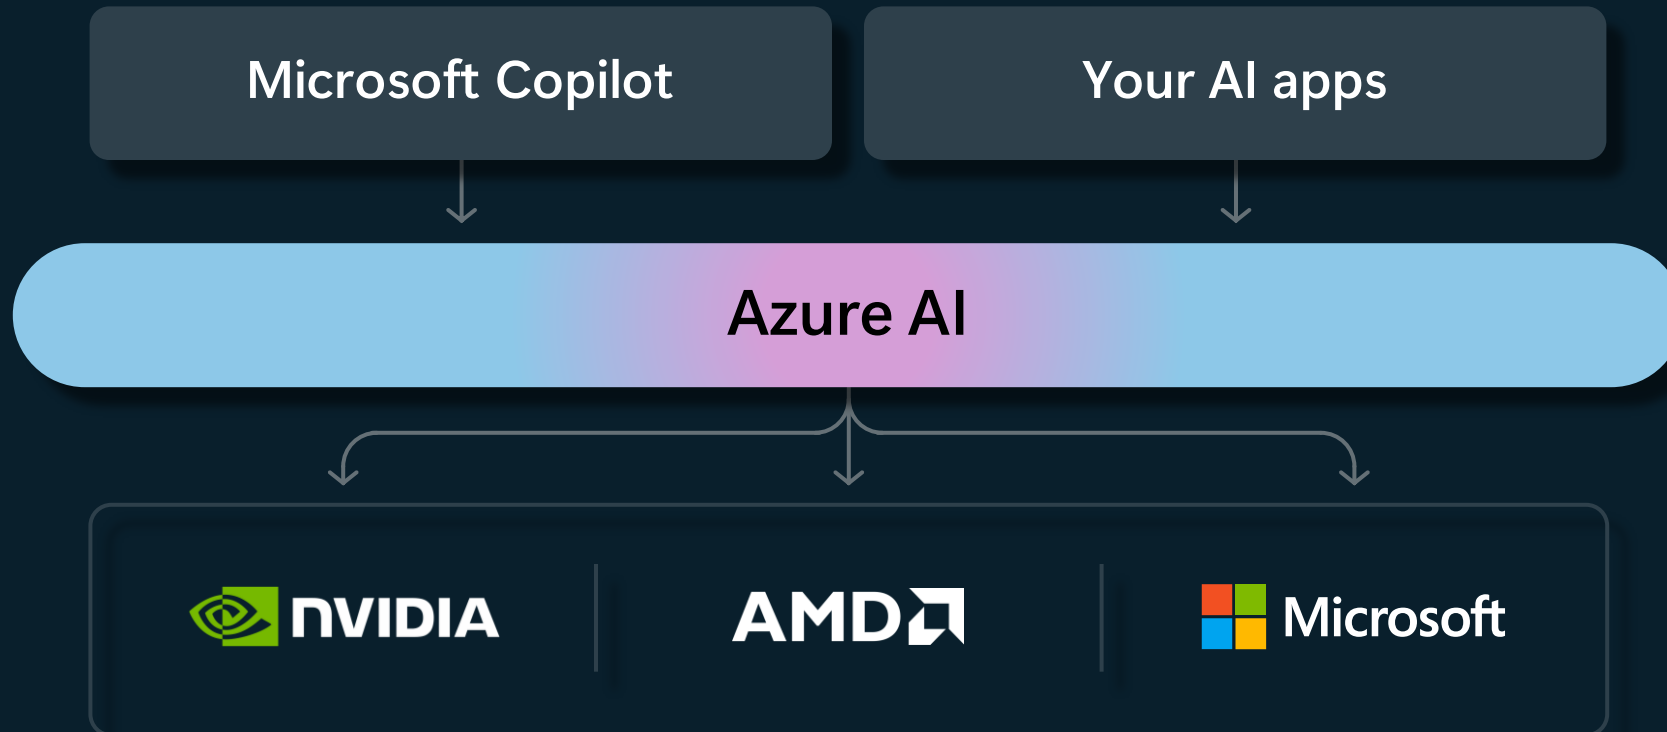 Microsoft Copilot
Your AI apps
Azure AI
NVIDIA
AMD
Microsoft